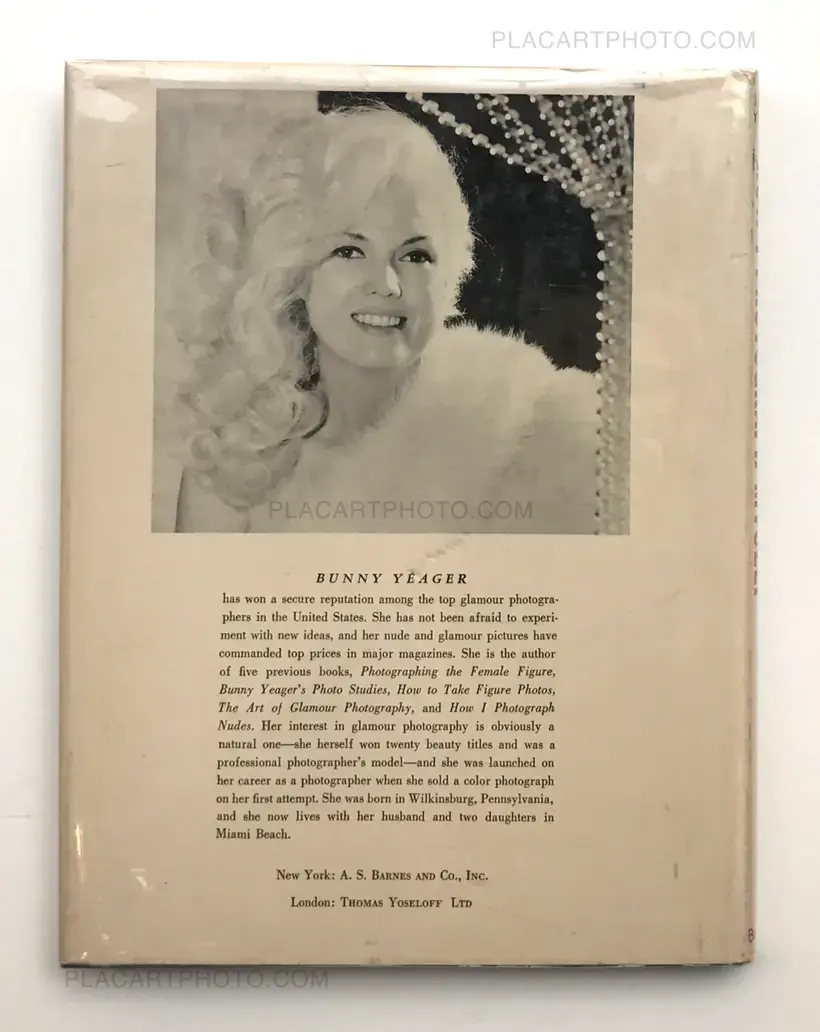 PLACARTPHOTO.COM
PLACARTPHOTO.COM
BUNNY YEAGER
has won a secure reputation among the top glamour photogra-
phers in the United States. She has not been afraid to experi-
ment with new ideas, and her nude and glamour pictures have
commanded top prices in major magazines. She is the author
of five previous books, Photographing the Female Figure,
Bunny Yeager's Photo Studies, How to Take Figure Photos,
The Art of Glamour Photography, and How I Photograph
Nudes. Her interest in glamour photography is obviously a
natural one—she herself won twenty beauty titles and was a
professional photographer's model—and she was launched on
her career as a photographer when she sold a color photograph
on her first attempt. She was born in Wilkinsburg, Pennsylvania,
and she now lives with her husband and two daughters in
Miami Beach.
New York: A. S. BARNES AND CO., INC.
London: THOMAS YOSELOFF LTD
PLACARTPHOTO.COM